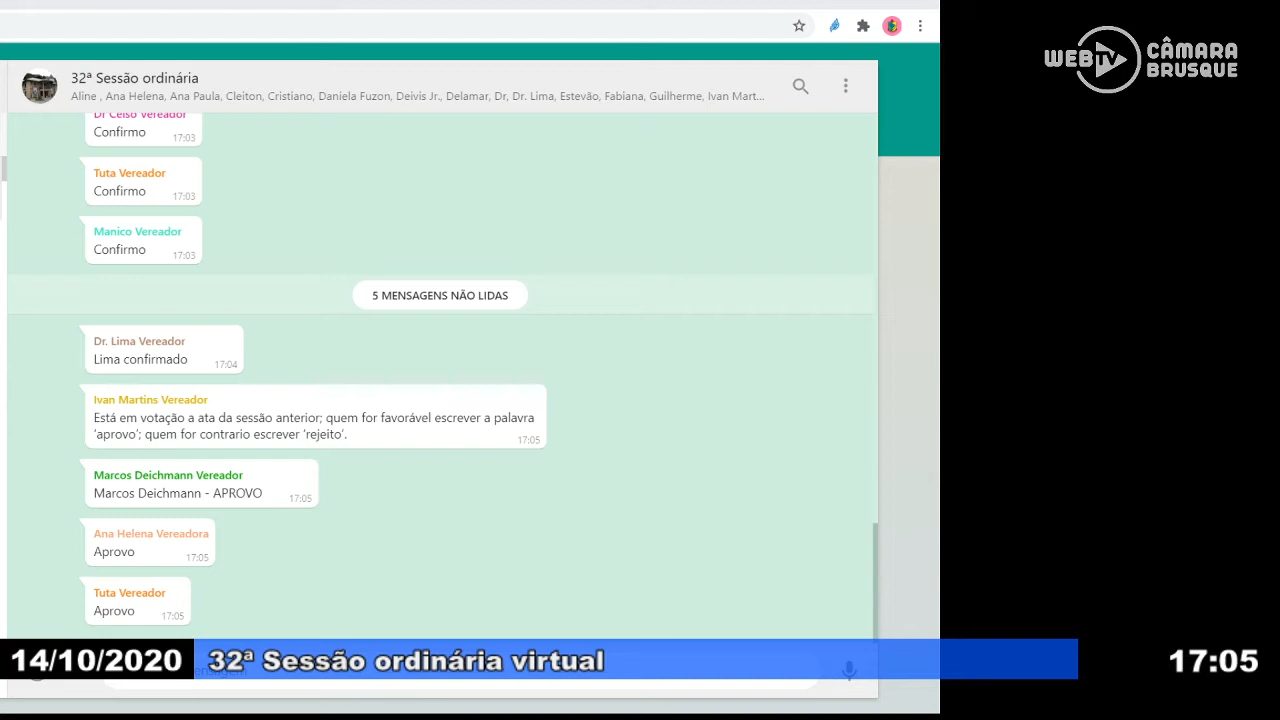 WEBTV CÂMARA
BRUSQUE
32ª Sessão ordinária
Aline , Ana Helena, Ana Paula, Cleiton, Cristiano, Daniela Fuzon, Deivis Jr., Delamar, Dr, Dr. Lima, Estevão, Fabiana, Guilherme, Ivan Mart...
Dr Celso Vereador
Confirmo
17:03
Tuta Vereador
Confirmo
17:03
Manico Vereador
Confirmo
17:03
5 MENSAGENS NÃO LIDAS
Dr. Lima Vereador
Lima confirmado
17:04
Ivan Martins Vereador
Está em votação a ata da sessão anterior; quem for favorável escrever a palavra
‘aprovo’; quem for contrario escrever ‘rejeito’.
17:05
Marcos Deichmann Vereador
Marcos Deichmann - APROVO
17:05
Ana Helena Vereadora
Aprovo
17:05
Tuta Vereador
Aprovo
17:05
14/10/2020 32ª Sessão ordinária virtual 17:05